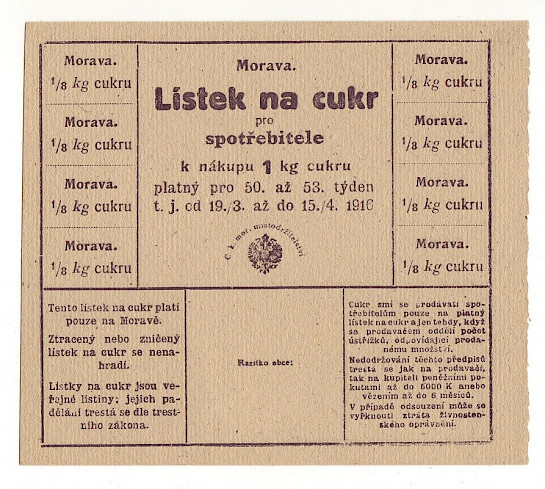 Morava.
1/8 kg cukru
Morava.
1/8 kg cukru
Morava.
1/8 kg cukru
Morava.
1/8 kg cukru
Morava.
Lístek na cukr
pro
spotřebitele
k nákupu 1 kg cukru
platný pro 50. až 53. týden
t. j. od 19./3. až do 15./4. 1916
C. k. mor. místodržitelství
Morava.
1/8 kg cukru
Morava.
1/8 kg cukru
Morava.
1/8 kg cukru
Morava.
1/8 kg cukru
Tento lístek na cukr platí
pouze na Moravě.
Ztracený nebo zničený
lístek na cukr se nena-
hradí.
Lístky na cukr jsou ve-
řejné listiny; jejich pa-
dělání trestá se dle trest-
ního zákona.
Razítko obce:
Cukr smí se prodávati spo-
třebitelům pouze na platný
lístek na cukr a jen tehdy, když
se prodavačem oddělí počet
ústřižků, odpovídající proda-
nému množství.
Nedodržování těchto předpisů
trestá se jak na prodavači,
tak na kupiteli peněžními po-
kutami až do 5000 K anebo
vězením až do 6 měsíců.
V případě odsouzení může se
vyřknouti ztráta živnosten-
ského oprávnění.